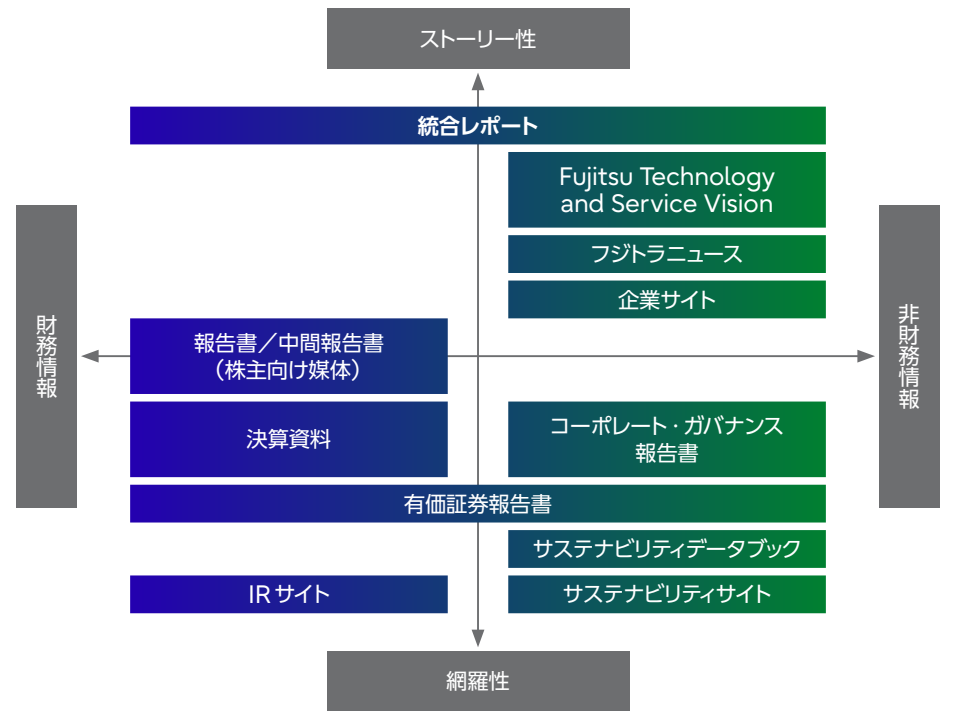 ストーリー性
統合レポート
Fujitsu Technology
and Service Vision
フジトラニュース
企業サイト
財務情報
非財務情報
報告書／中間報告書
（株主向け媒体）
決算資料
コーポレート・ガバナンス
報告書
有価証券報告書
サステナビリティデータブック
IRサイト
サステナビリティサイト
網羅性